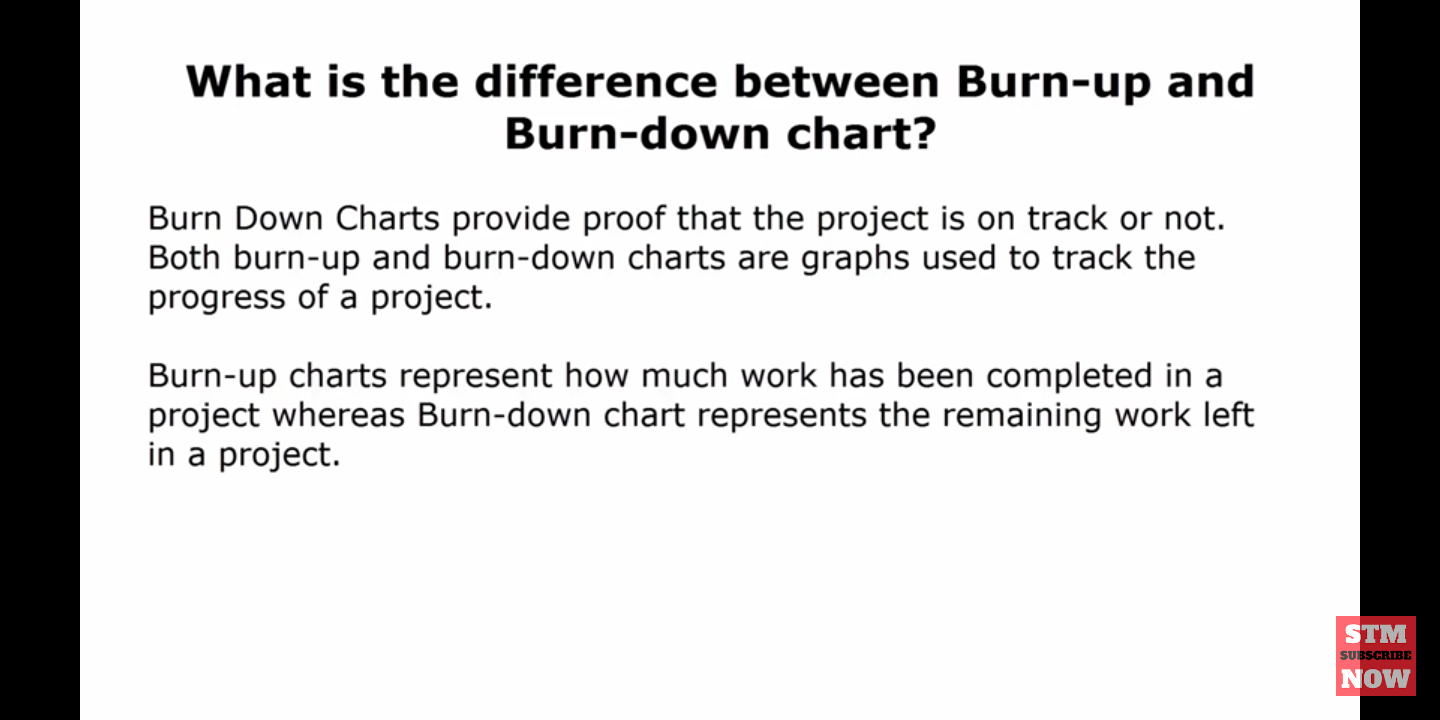 What is the difference between Burn-up and
Burn-down chart?
Burn Down Charts provide proof that the project is on track or not.
Both burn-up and burn-down charts are graphs used to track the
progress of a project.
Burn-up charts represent how much work has been completed in a
project whereas Burn-down chart represents the remaining work left
in a project.
STM
SUBSCRIBE
NOW